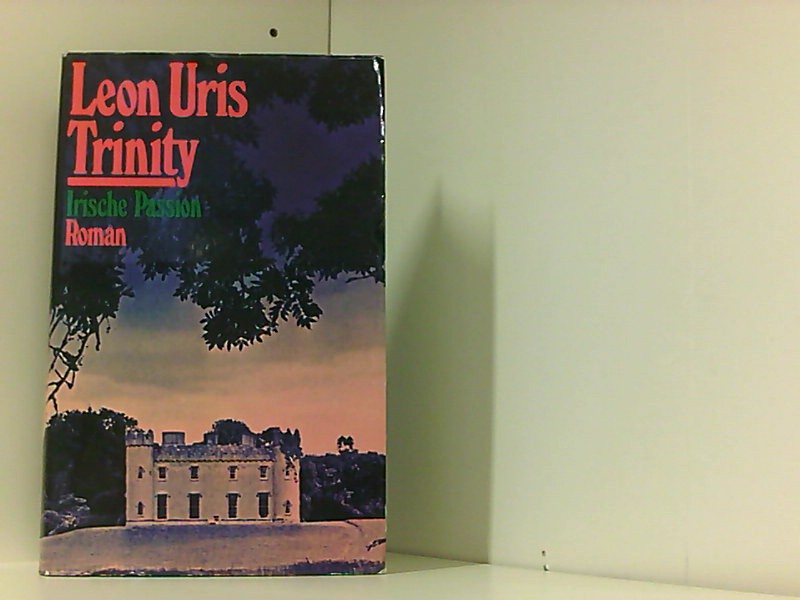 Leon Uris
Trinity
Irische Passion
Roman